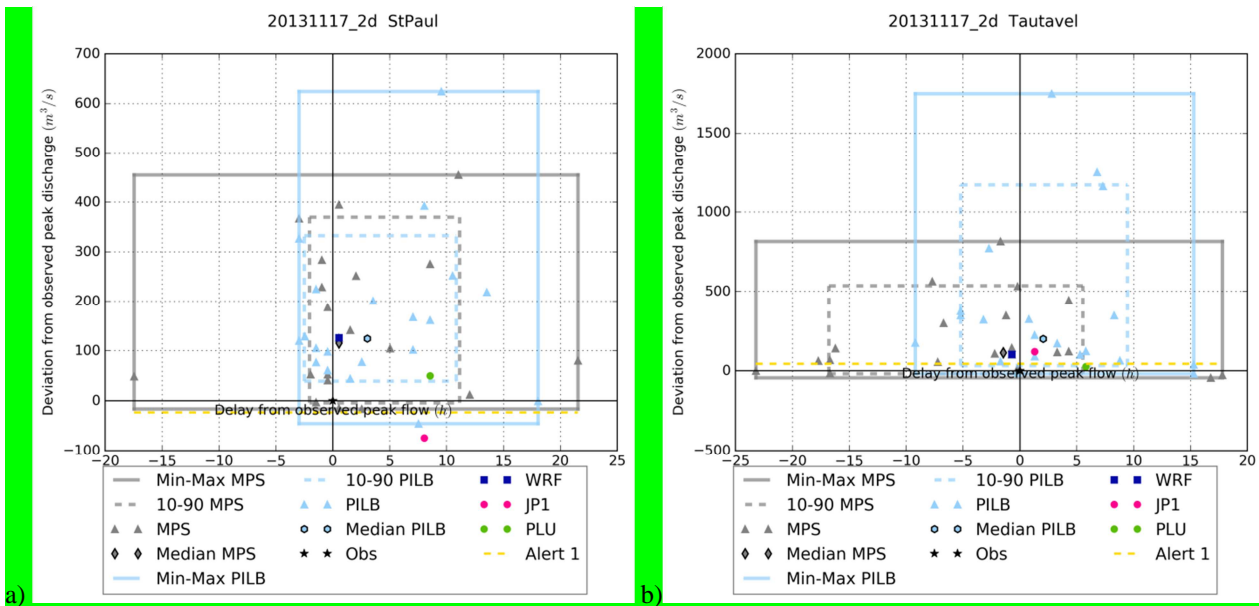 20131117_2d StPaul
Deviation from observed peak discharge (m³/s)
700
600
500
400
300
200
100
0
−100
Delay from observed peak flow (h)
−20 −15 −10 −5 0 5 10 15 20 25
Min-Max MPS
10-90 MPS
MPS
Median MPS
Min-Max PILB
10-90 PILB
PILB
Median PILB
Obs
WRF
JP1
PLU
Alert 1
a)
20131117_2d Tautavel
Deviation from observed peak discharge (m³/s)
2000
1500
1000
500
0
−500
Delay from observed peak flow (h)
−25 −20 −15 −10 −5 0 5 10 15 20
Min-Max MPS
10-90 MPS
MPS
Median MPS
Min-Max PILB
10-90 PILB
PILB
Median PILB
Obs
WRF
JP1
PLU
Alert 1
b)